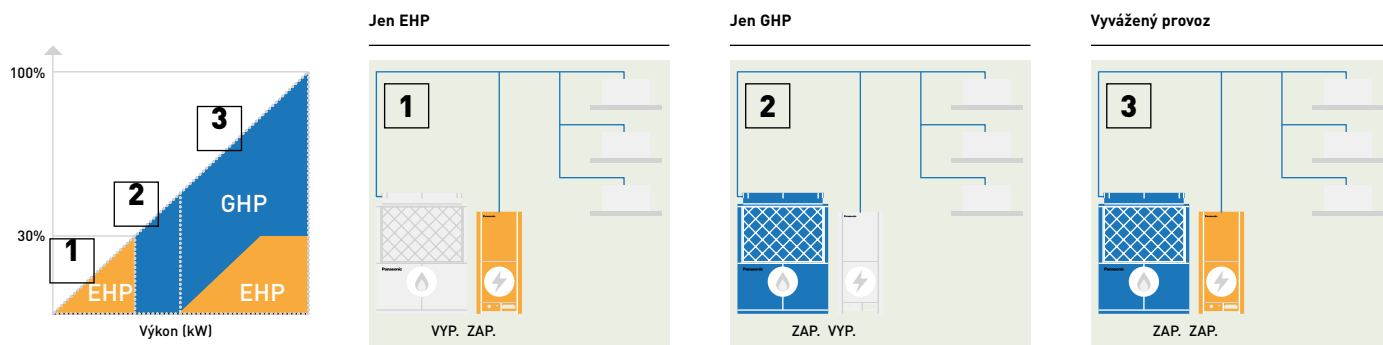 100%
30%
1
2
3
GHP
EHP
EHP
Výkon (kW)
Jen EHP
1
Panasonic
Panasonic
VYP. ZAP.
Jen GHP
2
Panasonic
Panasonic
ZAP. VYP.
Vyvážený provoz
3
Panasonic
Panasonic
ZAP. ZAP.